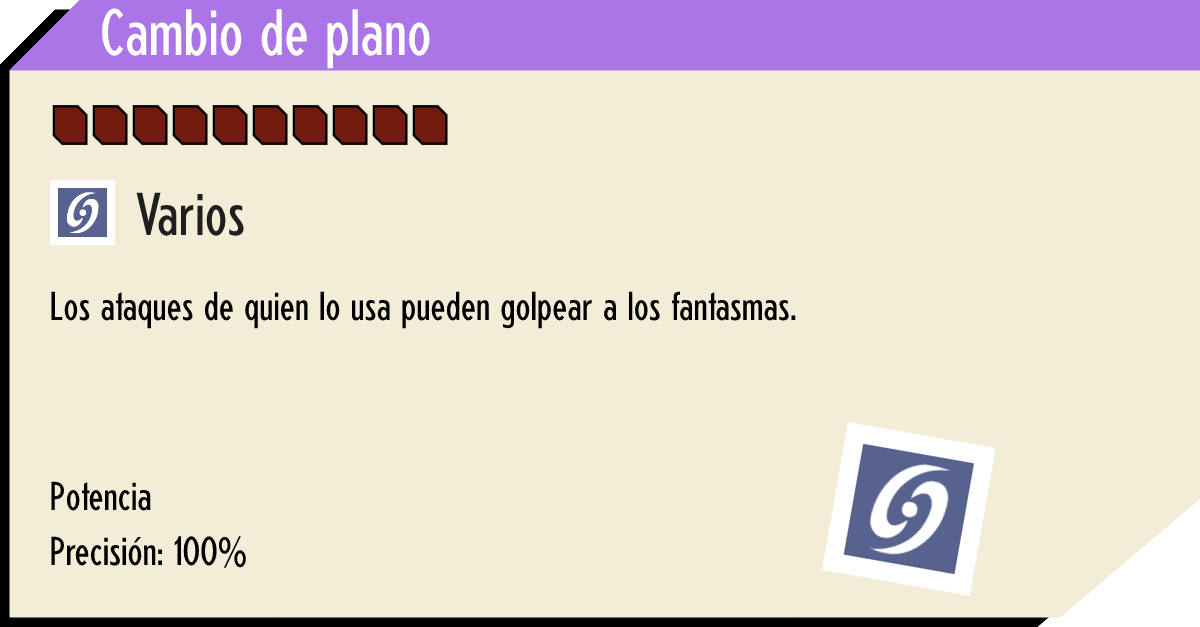 Cambio de plano
Varios
Los ataques de quien lo usa pueden golpear a los fantasmas.
Potencia
Precisión: 100%